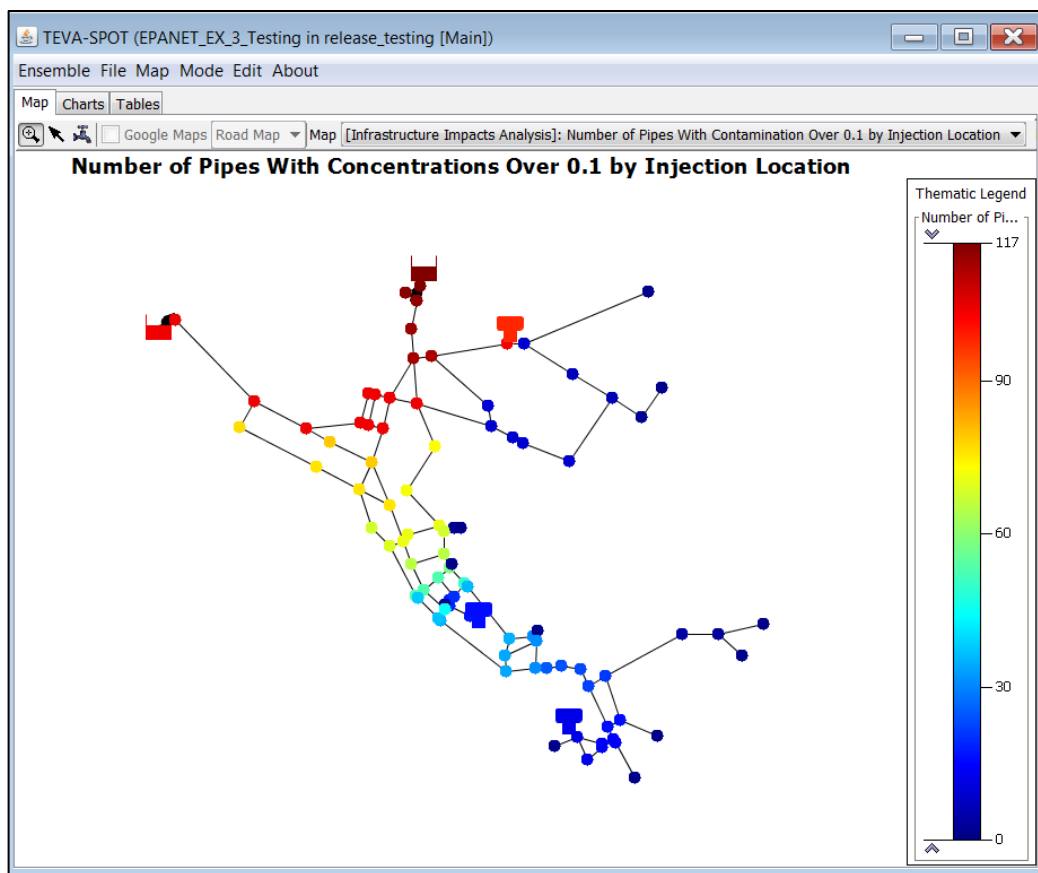 TEVA-SPOT (EPANET_EX_3_Testing in release_testing [Main])
Ensemble File Map Mode Edit About
Map Charts Tables
Google Maps Road Map Map [Infrastructure Impacts Analysis]: Number of Pipes With Contamination Over 0.1 by Injection Location
Number of Pipes With Concentrations Over 0.1 by Injection Location
Thematic Legend
Number of Pi...
117
90
60
30
0